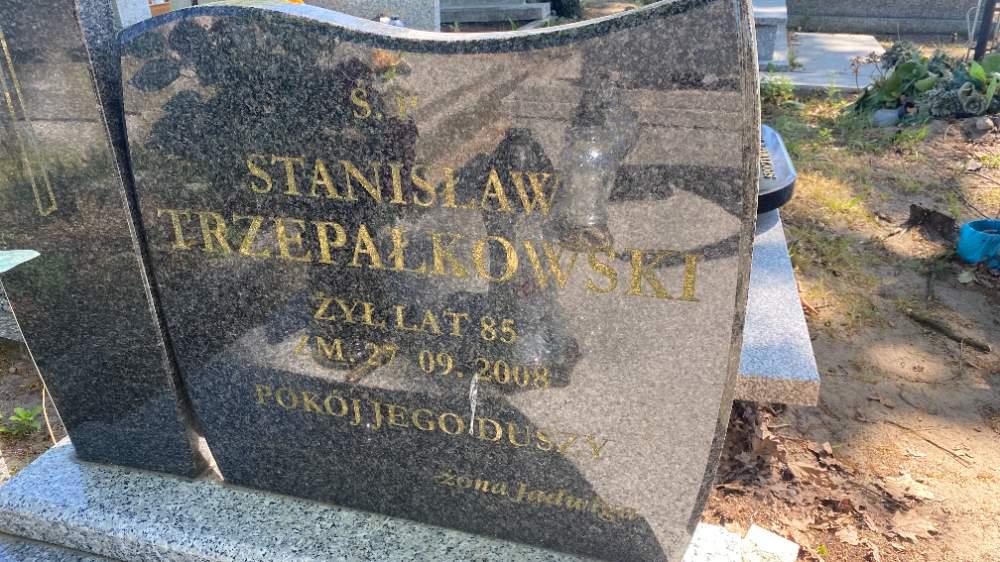 Ś. P
STANISŁAW
TRZEPAŁKOWSKI
ŻYŁ LAT 85
ZM. 27. 09. 2008
POKÓJ JEGO DUSZY
żona Jadwiga